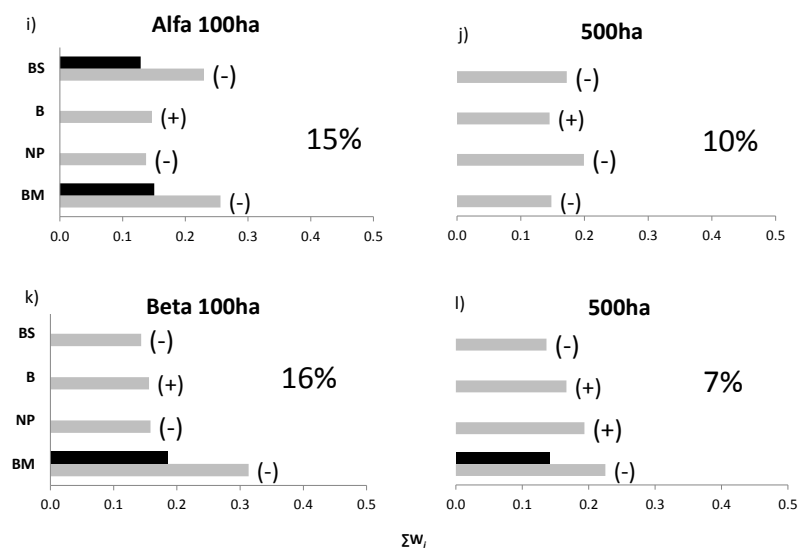 i)
Alfa 100ha
BS
(-)
B
(+)
15%
NP
(-)
BM
(-)
0.0 0.1 0.2 0.3 0.4 0.5
j)
500ha
(-)
(+)
10%
(-)
(-)
0.0 0.1 0.2 0.3 0.4 0.5
k)
Beta 100ha
BS
(-)
B
(+)
16%
NP
(-)
BM
(-)
0.0 0.1 0.2 0.3 0.4 0.5
l)
500ha
(-)
(+)
7%
(+)
(-)
0.0 0.1 0.2 0.3 0.4 0.5
∑wᵢ